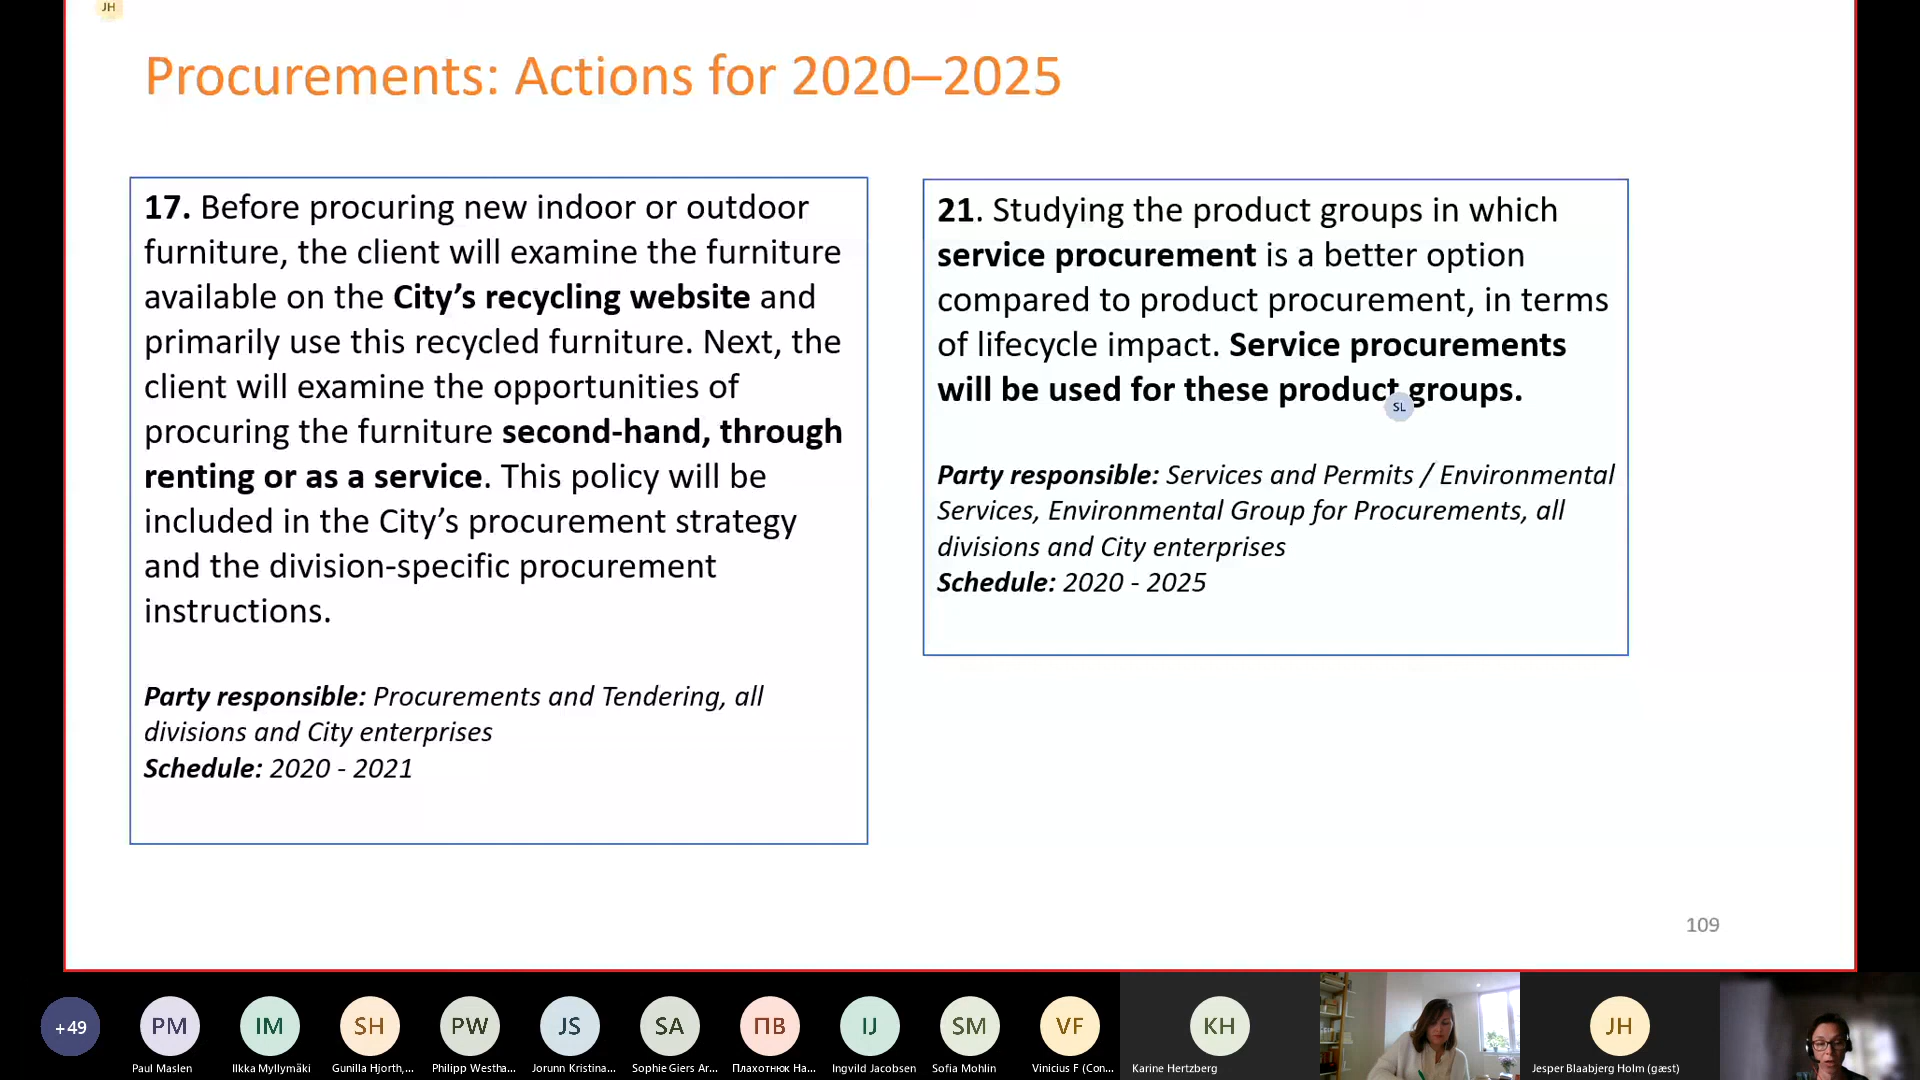 JH
Procurements: Actions for 2020–2025
17. Before procuring new indoor or outdoor
furniture, the client will examine the furniture
available on the City’s recycling website and
primarily use this recycled furniture. Next, the
client will examine the opportunities of
procuring the furniture second-hand, through
renting or as a service. This policy will be
included in the City’s procurement strategy
and the division-specific procurement
instructions.
Party responsible: Procurements and Tendering, all
divisions and City enterprises
Schedule: 2020 - 2021
21. Studying the product groups in which
service procurement is a better option
compared to product procurement, in terms
of lifecycle impact. Service procurements
will be used for these product groups.
SL
Party responsible: Services and Permits / Environmental
Services, Environmental Group for Procurements, all
divisions and City enterprises
Schedule: 2020 - 2025
109
+49
PM
IM
SH
PW
JS
SA
ПВ
IJ
SM
VF
KH
JH
Paul Maslen
Ilkka Myllymäki
Gunilla Hjorth,...
Philipp Westha...
Jorunn Kristina...
Sophie Giers Ar...
Плахотнюк На...
Ingvild Jacobsen
Sofia Mohlin
Vinicius F (Con...
Karine Hertzberg
Jesper Blaabjerg Holm (gæst)